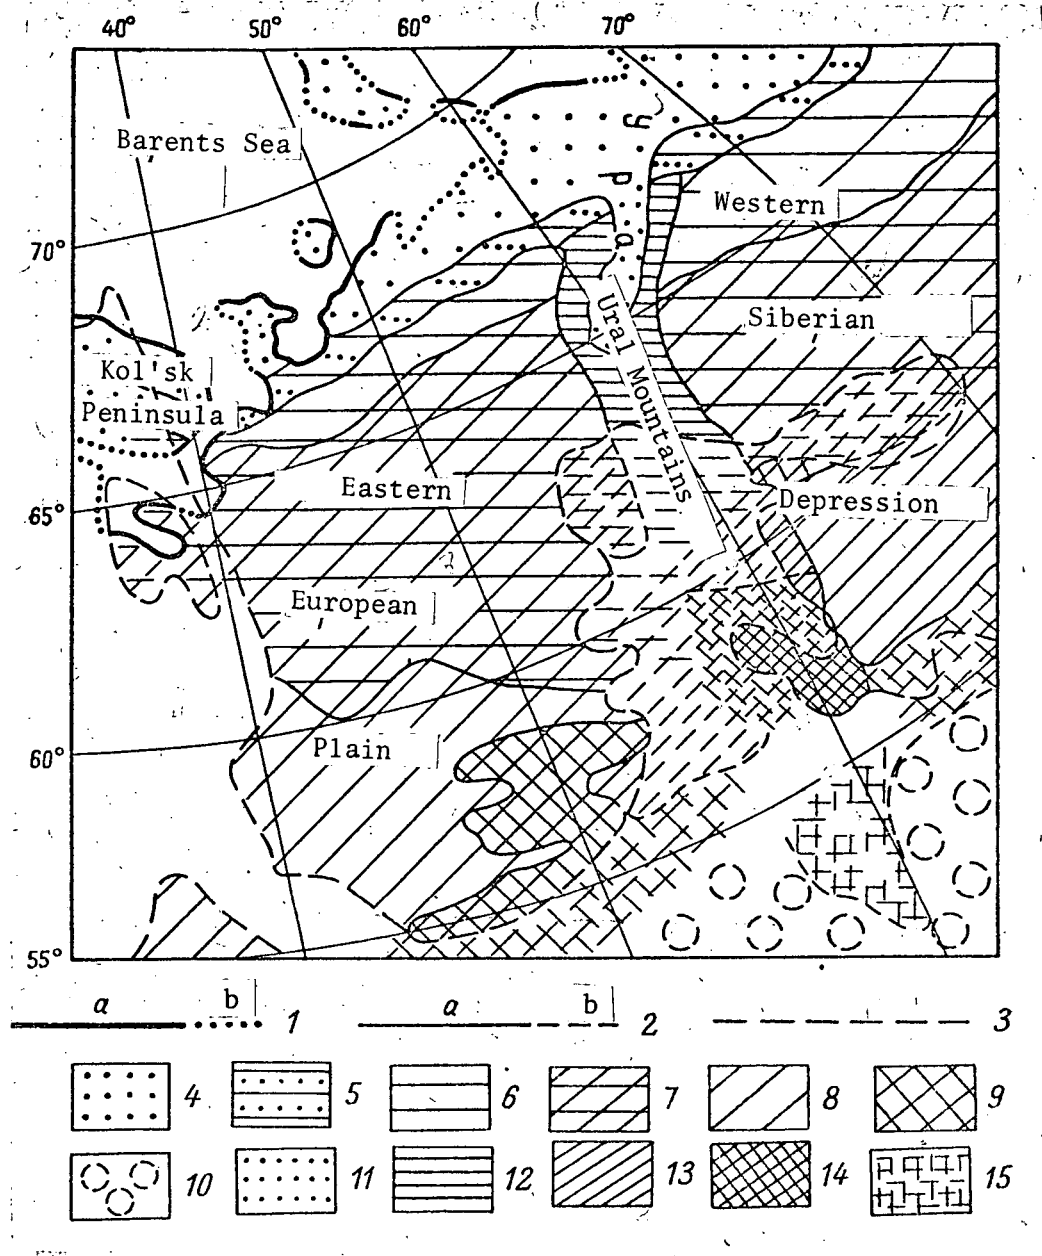 40° 50° 60° 70°
Barents Sea
У
р
а
Western
70°
Siberian
Ural Mountains
Kol'sk
Peninsula
Eastern
Depression
65°
European
Plain
60°
55°
a b 1 a b 2 3
4 5 6 7 8 9
10 11 12 13 14 15